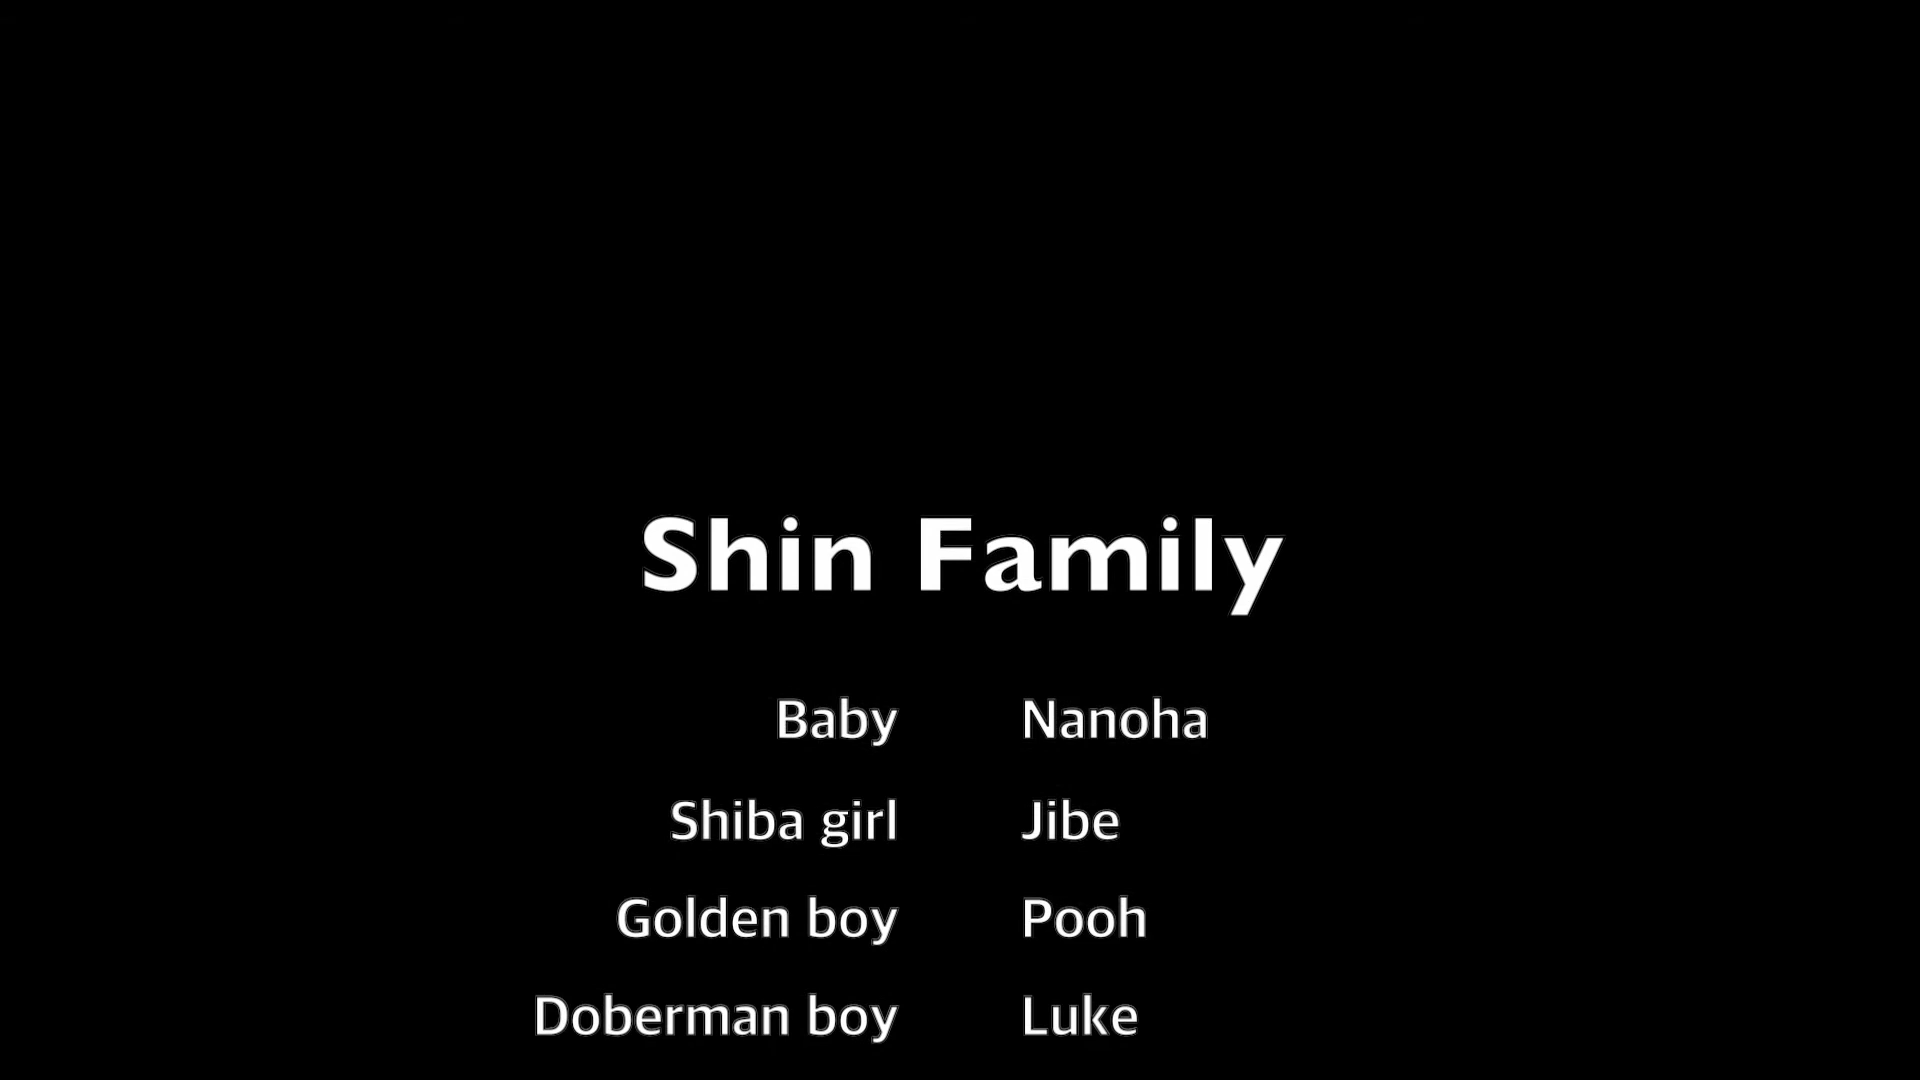 Shin Family
Baby Nanoha
Shiba girl Jibe
Golden boy Pooh
Doberman boy Luke